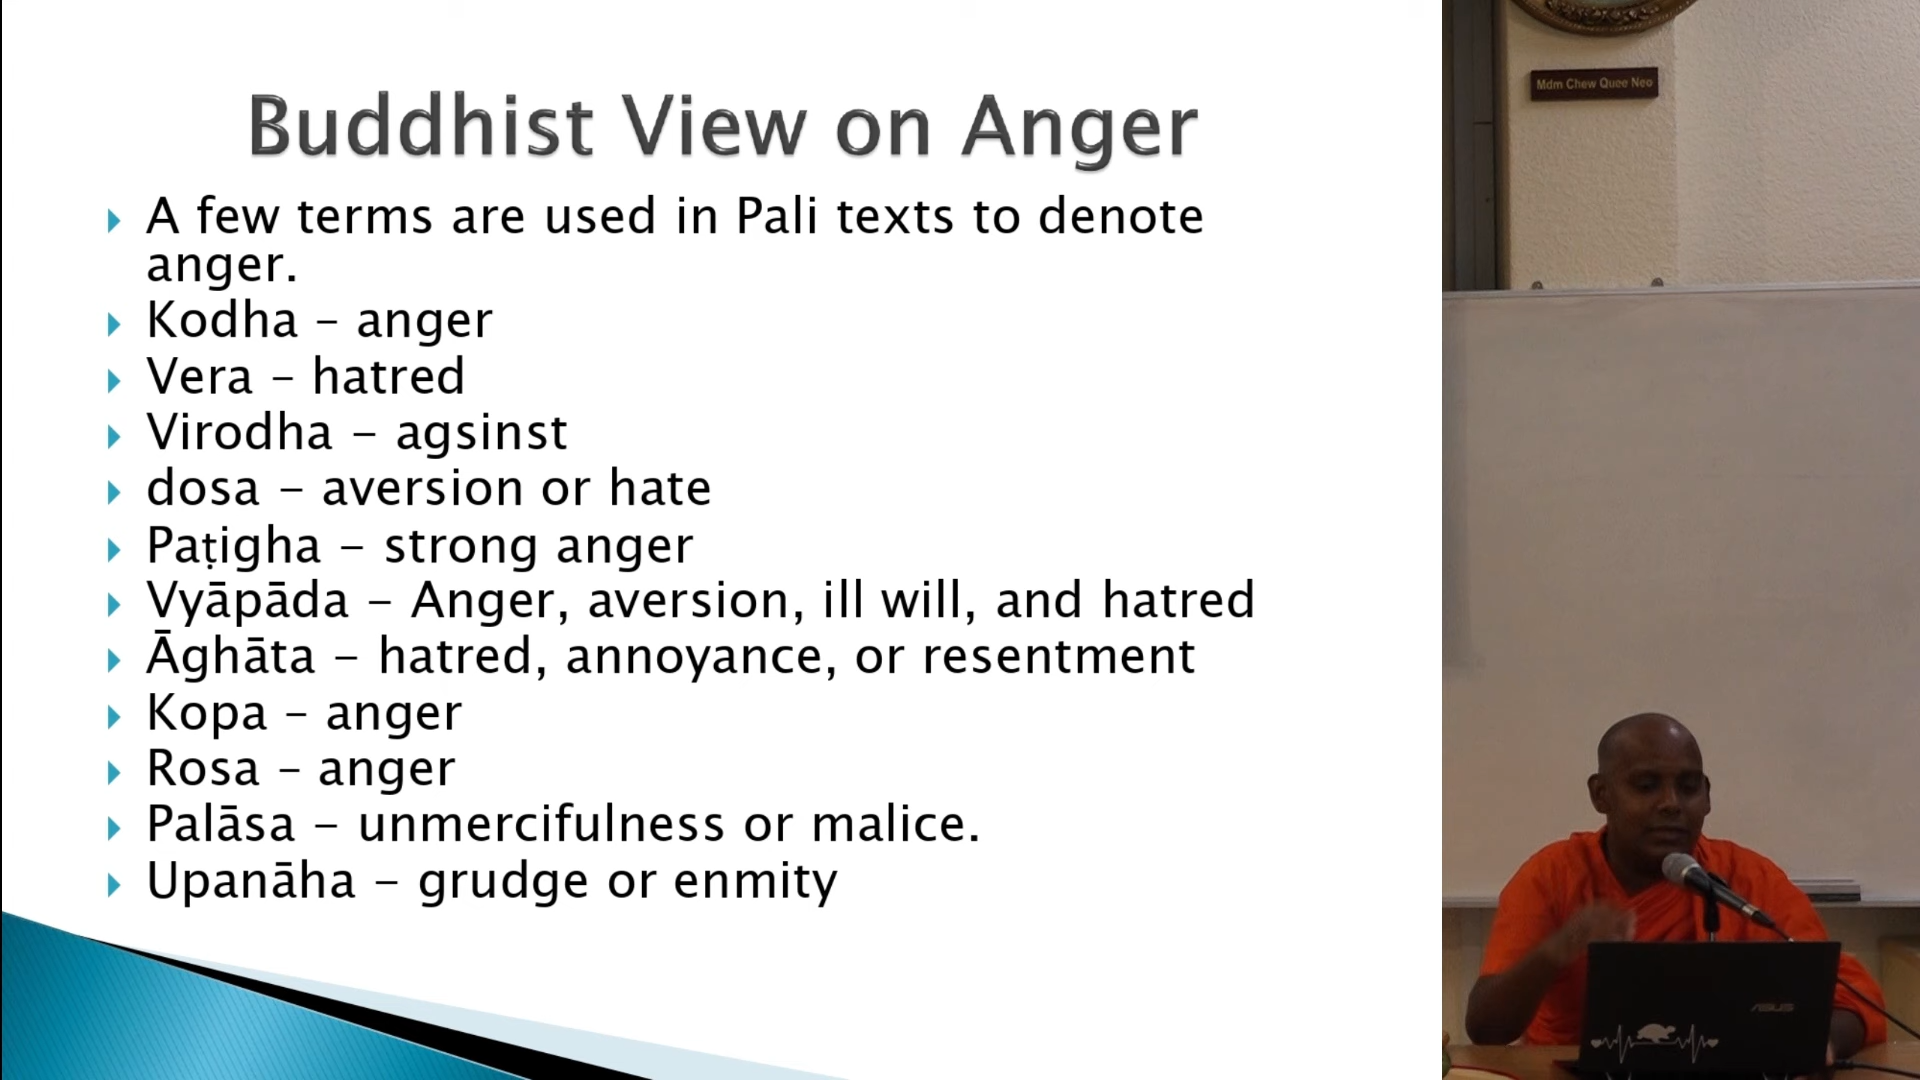 Buddhist View on Anger
A few terms are used in Pali texts to denote
anger.
Kodha – anger
Vera – hatred
Virodha – agsinst
dosa – aversion or hate
Paṭigha – strong anger
Vyāpāda – Anger, aversion, ill will, and hatred
Āghāta – hatred, annoyance, or resentment
Kopa – anger
Rosa – anger
Palāsa – unmercifulness or malice.
Upanāha – grudge or enmity
Mdm Chew Quee Neo
ASUS